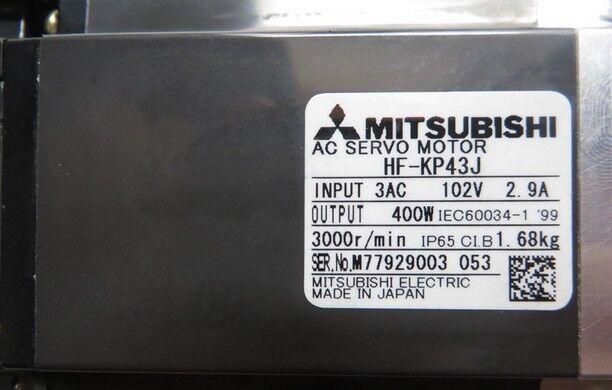 MITSUBISHI
AC SERVO MOTOR
HF-KP43J
INPUT 3AC 102V 2.9A
OUTPUT 400W IEC60034-1 '99
3000r/min IP65 CI.B 1.68kg
SER.No.M77929003 053
MITSUBISHI ELECTRIC
MADE IN JAPAN